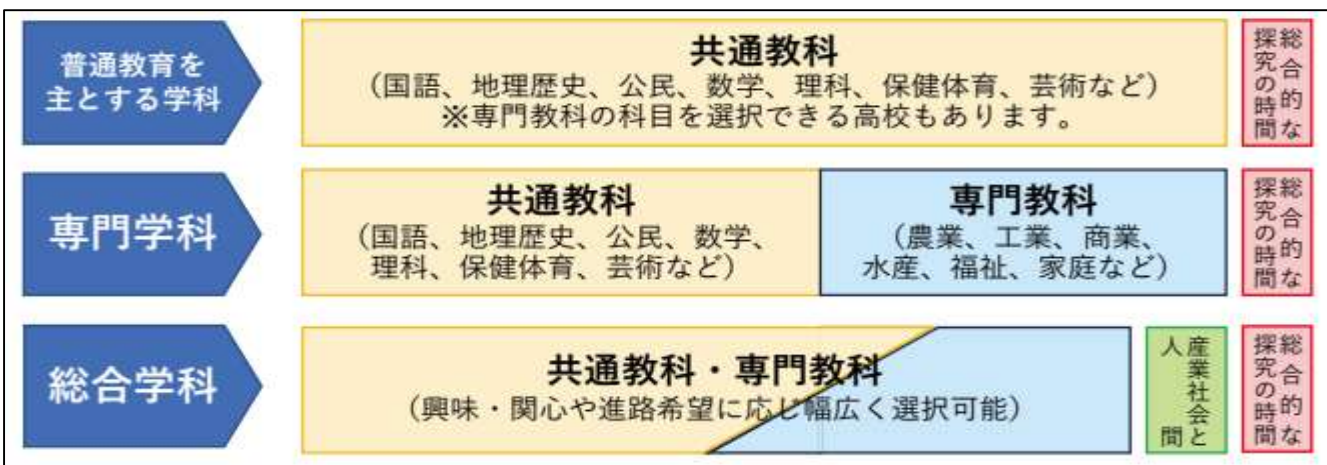 普通教育を
主とする学科
共通教科
（国語、地理歴史、公民、数学、理科、保健体育、芸術など）
※専門教科の科目を選択できる高校もあります。
総合的な
探究の時間
専門学科
共通教科
（国語、地理歴史、公民、数学、
理科、保健体育、芸術など）
専門教科
（農業、工業、商業、
水産、福祉、家庭など）
総合的な
探究の時間
総合学科
共通教科・専門教科
（興味・関心や進路希望に応じ幅広く選択可能）
産業社会と
人間
総合的な
探究の時間